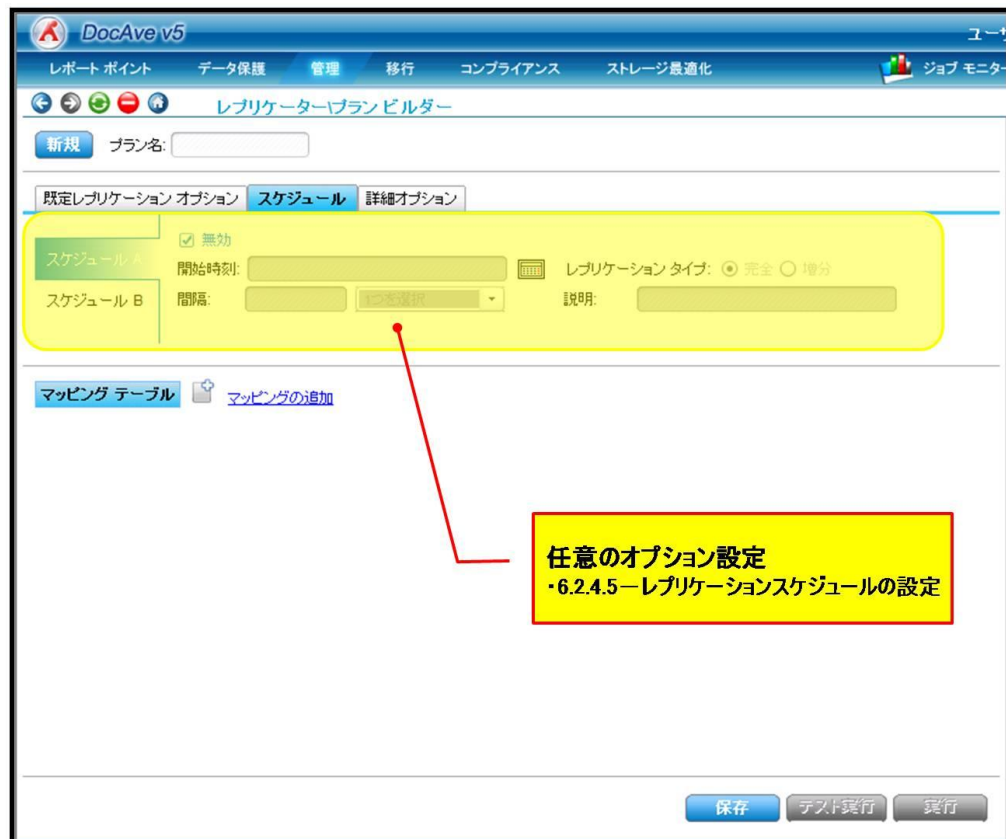 DocAve v5
ユーザ
レポート ポイント データ保護 管理 移行 コンプライアンス ストレージ最適化 ジョブ モニター
レプリケーター\プラン ビルダー
新規 プラン名:
既定レプリケーション オプション スケジュール 詳細オプション
スケジュール A
無効
開始時刻: レプリケーション タイプ: 完全 増分
スケジュール B 間隔: 1つを選択 説明:
マッピング テーブル マッピングの追加
任意のオプション設定
・6.2.4.5—レプリケーションスケジュールの設定
保存 テスト実行 実行